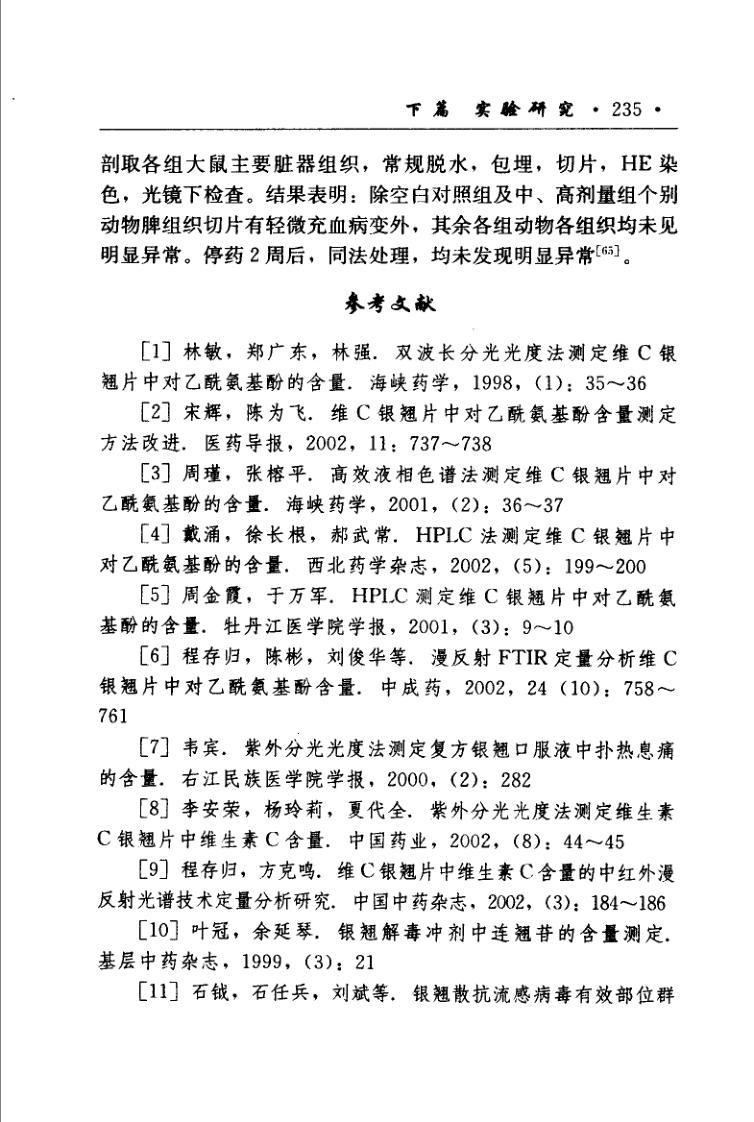 下篇 实验研究 · 235 ·
剖取各组大鼠主要脏器组织，常规脱水，包埋，切片，HE 染
色，光镜下检查。结果表明：除空白对照组及中、高剂量组个别
动物脾组织切片有轻微充血病变外，其余各组动物各组织均未见
明显异常。停药 2 周后，同法处理，均未发现明显异常[65]。
参考文献
[1] 林敏，郑广东，林强．双波长分光光度法测定维 C 银
翘片中对乙酰氨基酚的含量．海峡药学，1998，(1)：35～36
[2] 宋辉，陈为飞．维 C 银翘片中对乙酰氨基酚含量测定
方法改进．医药导报，2002，11：737～738
[3] 周瑾，张榕平．高效液相色谱法测定维 C 银翘片中对
乙酰氨基酚的含量．海峡药学，2001，(2)：36～37
[4] 戴涌，徐长根，郝武常．HPLC 法测定维 C 银翘片中
对乙酰氨基酚的含量．西北药学杂志，2002，(5)：199～200
[5] 周金霞，于万军．HPLC 测定维 C 银翘片中对乙酰氨
基酚的含量．牡丹江医学院学报，2001，(3)：9～10
[6] 程存归，陈彬，刘俊华等．漫反射 FTIR 定量分析维 C
银翘片中对乙酰氨基酚含量．中成药，2002，24（10）：758～
761
[7] 韦宾．紫外分光光度法测定复方银翘口服液中扑热息痛
的含量．右江民族医学院学报，2000，(2)：282
[8] 李安荣，杨玲莉，夏代全．紫外分光光度法测定维生素
C 银翘片中维生素 C 含量．中国药业，2002，(8)：44～45
[9] 程存归，方克鸣．维 C 银翘片中维生素 C 含量的中红外漫
反射光谱技术定量分析研究．中国中药杂志，2002，(3)：184～186
[10] 叶冠，余延琴．银翘解毒冲剂中连翘苷的含量测定．
基层中药杂志，1999，(3)：21
[11] 石钺，石任兵，刘斌等．银翘散抗流感病毒有效部位群